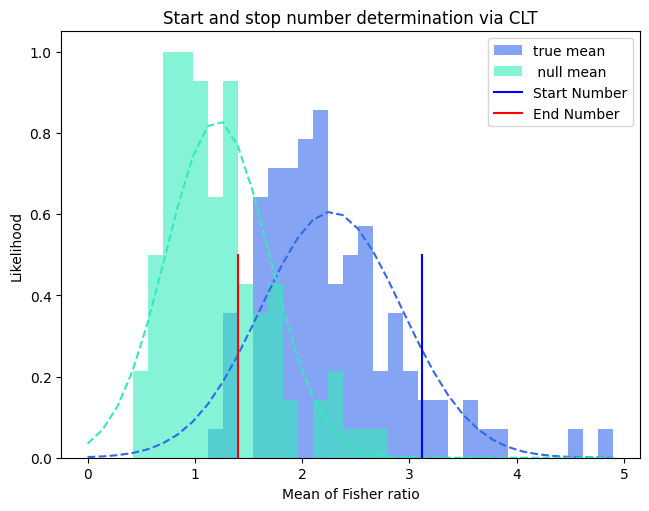 Start and stop number determination via CLT
true mean
null mean
Start Number
End Number
Likelihood
1.0
0.8
0.6
0.4
0.2
0.0
0
1
2
3
4
5
Mean of Fisher ratio